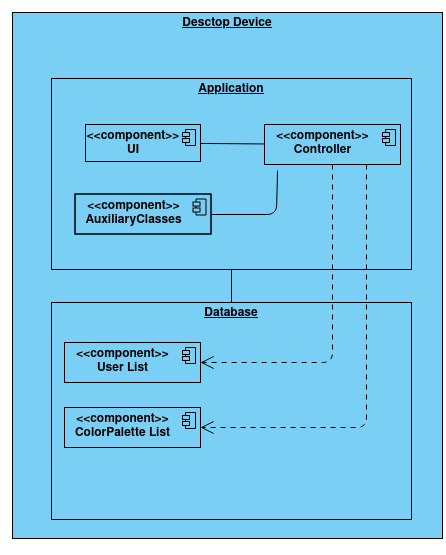 Desctop Device
Application
<<component>>
UI
<<component>>
Controller
<<component>>
AuxiliaryClasses
Database
<<component>>
User List
<<component>>
ColorPalette List